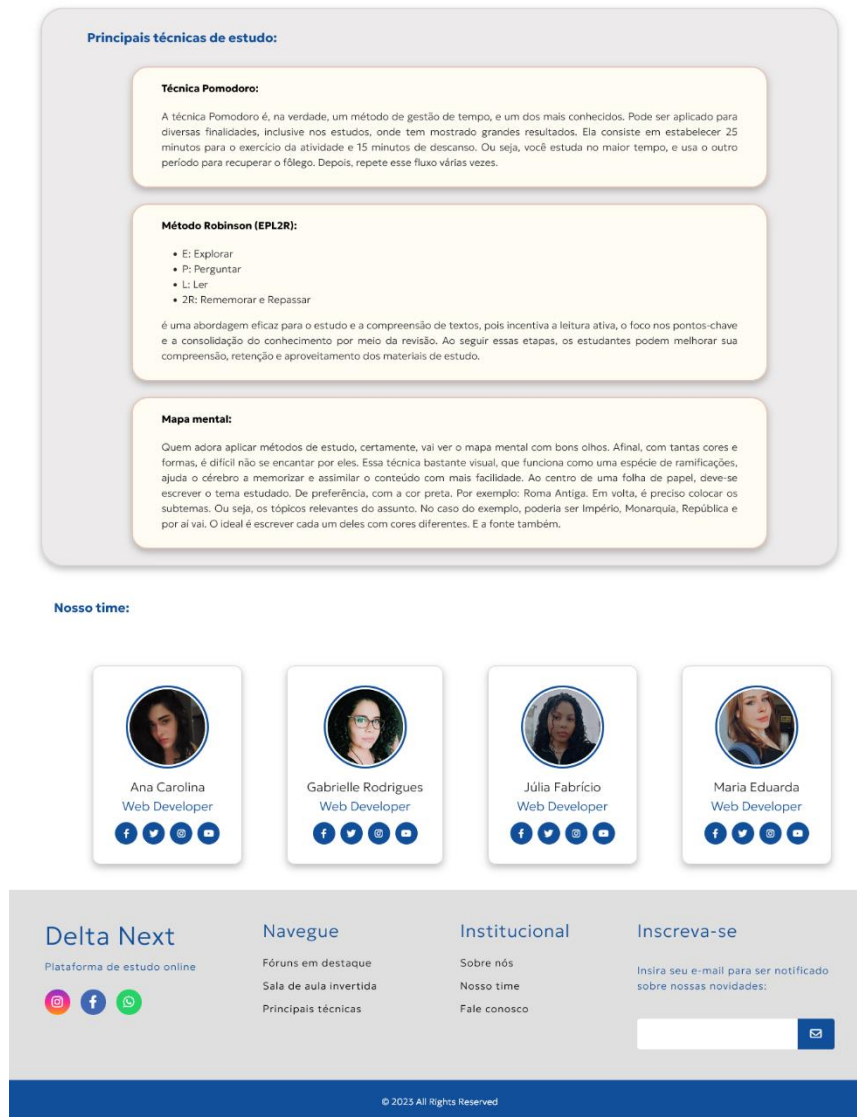 Principais técnicas de estudo:
Técnica Pomodoro:
A técnica Pomodoro é, na verdade, um método de gestão de tempo, e um dos mais conhecidos. Pode ser aplicado para
diversas finalidades, inclusive nos estudos, onde tem mostrado grandes resultados. Ela consiste em estabelecer 25
minutos para o exercício da atividade e 15 minutos de descanso. Ou seja, você estuda no maior tempo, e usa o outro
período para recuperar o fôlego. Depois, repete esse fluxo várias vezes.
Método Robinson (EPL2R):
• E: Explorar
• P: Perguntar
• L: Ler
• 2R: Rememorar e Repassar
é uma abordagem eficaz para o estudo e a compreensão de textos, pois incentiva a leitura ativa, o foco nos pontos-chave
e a consolidação do conhecimento por meio da revisão. Ao seguir essas etapas, os estudantes podem melhorar sua
compreensão, retenção e aproveitamento dos materiais de estudo.
Mapa mental:
Quem adora aplicar métodos de estudo, certamente, vai ver o mapa mental com bons olhos. Afinal, com tantas cores e
formas, é difícil não se encantar por eles. Essa técnica bastante visual, que funciona como uma espécie de ramificações,
ajuda o cérebro a memorizar e assimilar o conteúdo com mais facilidade. Ao centro de uma folha de papel, deve-se
escrever o tema estudado. De preferência, com a cor preta. Por exemplo: Roma Antiga. Em volta, é preciso colocar os
subtemas. Ou seja, os tópicos relevantes do assunto. No caso do exemplo, poderia ser Império, Monarquia, República e
por aí vai. O ideal é escrever cada um deles com cores diferentes. E a fonte também.
Nosso time:
Ana Carolina
Web Developer
Gabrielle Rodrigues
Web Developer
Júlia Fabrício
Web Developer
Maria Eduarda
Web Developer
Delta Next
Plataforma de estudo online
Navegue
Fóruns em destaque
Sala de aula invertida
Principais técnicas
Institucional
Sobre nós
Nosso time
Fale conosco
Inscreva-se
Insira seu e-mail para ser notificado
sobre nossas novidades:
© 2023 All Rights Reserved